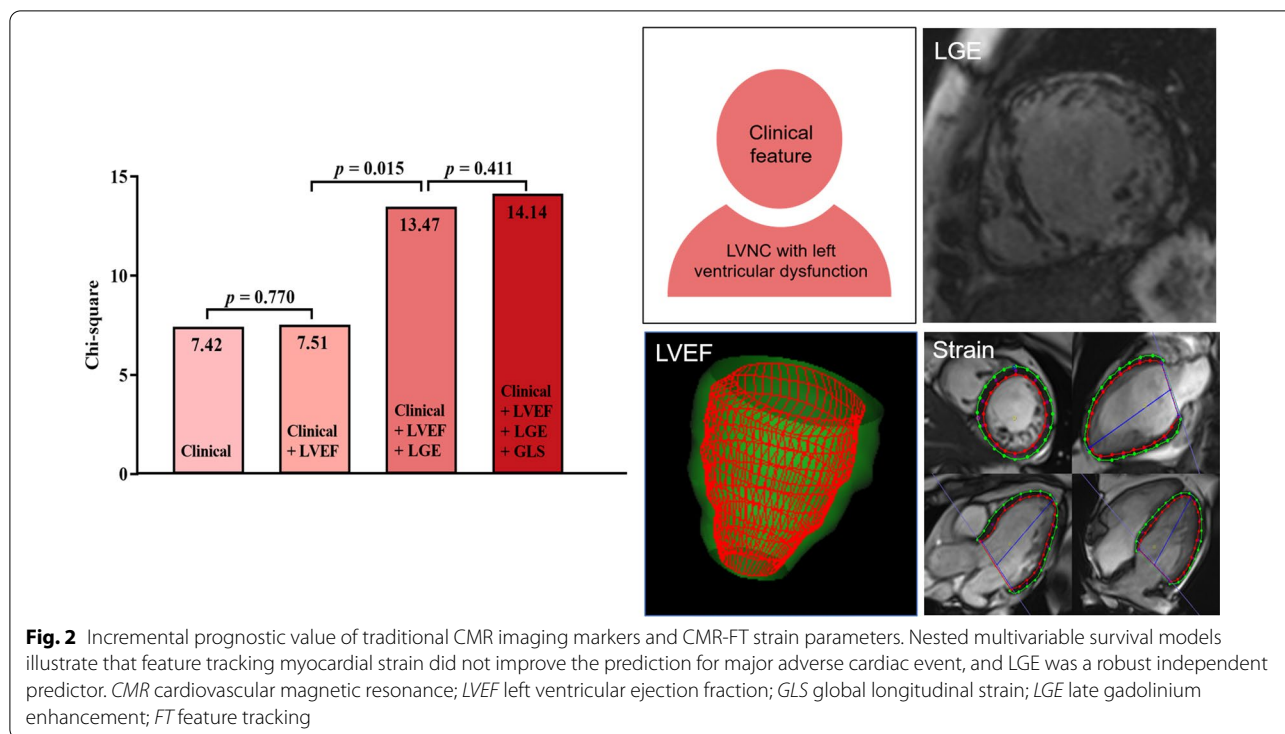 Chi-square
15
10
5
0
p = 0.770
p = 0.015
p = 0.411
7.42
Clinical
7.51
Clinical
+ LVEF
13.47
Clinical
+ LVEF
+ LGE
14.14
Clinical
+ LVEF
+ LGE
+ GLS
Clinical
feature
LVNC with left
ventricular dysfunction
LGE
LVEF
Strain
Fig. 2 Incremental prognostic value of traditional CMR imaging markers and CMR-FT strain parameters. Nested multivariable survival models
illustrate that feature tracking myocardial strain did not improve the prediction for major adverse cardiac event, and LGE was a robust independent
predictor. CMR cardiovascular magnetic resonance; LVEF left ventricular ejection fraction; GLS global longitudinal strain; LGE late gadolinium
enhancement; FT feature tracking